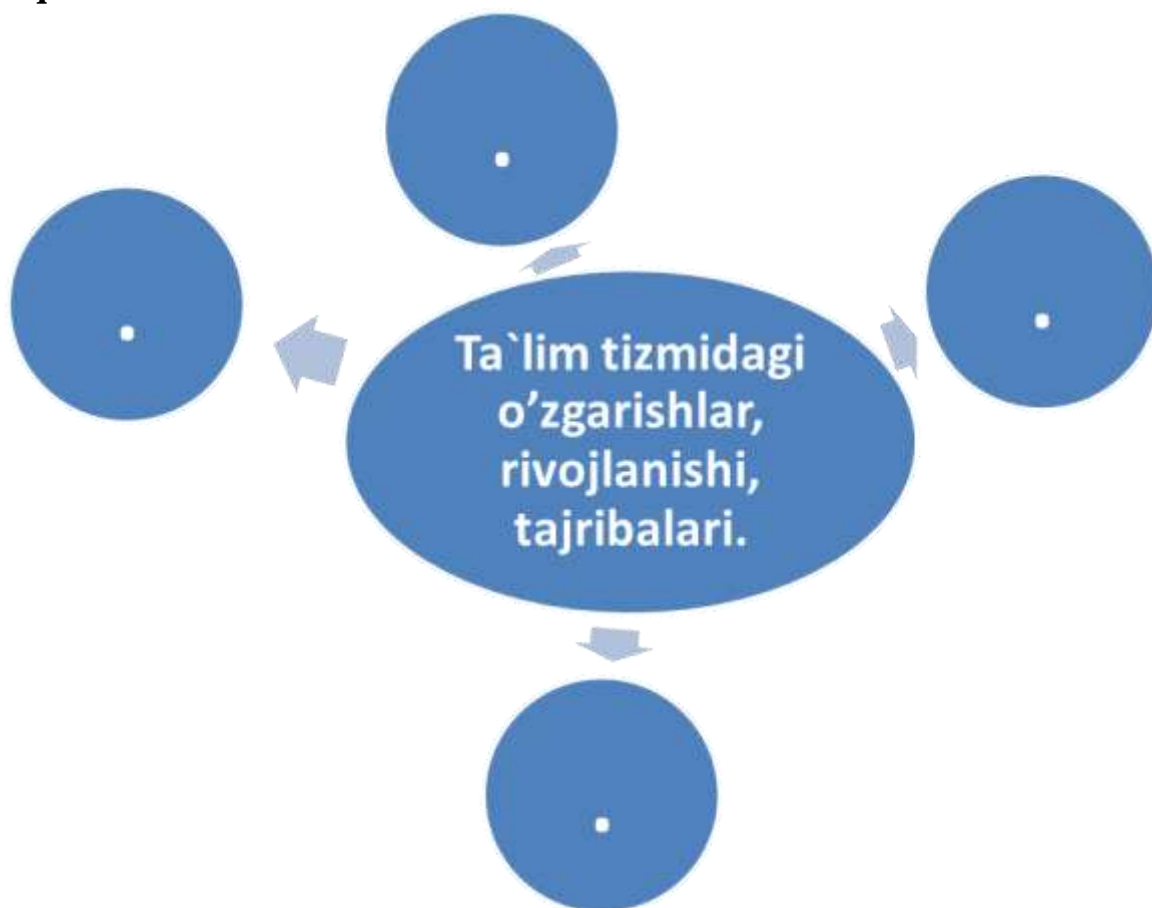 .
.
.
Ta`lim tizmidagi
o’zgarishlar,
rivojlanishi,
tajribalari.
.